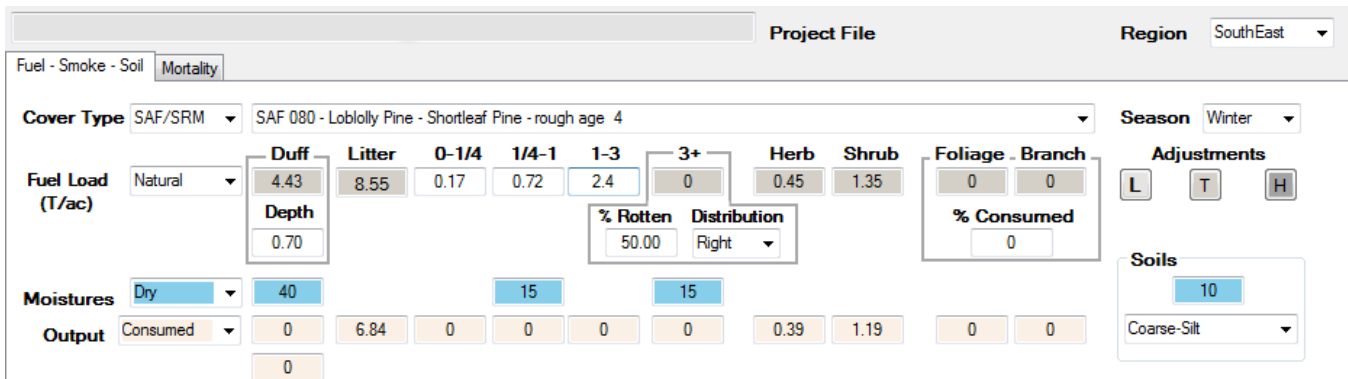 Project File Region SouthEast
Fuel - Smoke - Soil Mortality
Cover Type SAF/SRM SAF 080 - Loblolly Pine - Shortleaf Pine - rough age 4 Season Winter
Duff Litter 0-1/4 1/4-1 1-3 3+ Herb Shrub Foliage Branch Adjustments
Fuel Load Natural 4.43 8.55 0.17 0.72 2.4 0 0.45 1.35 0 0 L T H
(T/ac)
Depth % Rotten Distribution % Consumed
0.70 50.00 Right 0
Soils
Moistures Dry 40 15 15 10
Output Consumed 0 6.84 0 0 0 0 0.39 1.19 0 0 Coarse-Silt
0